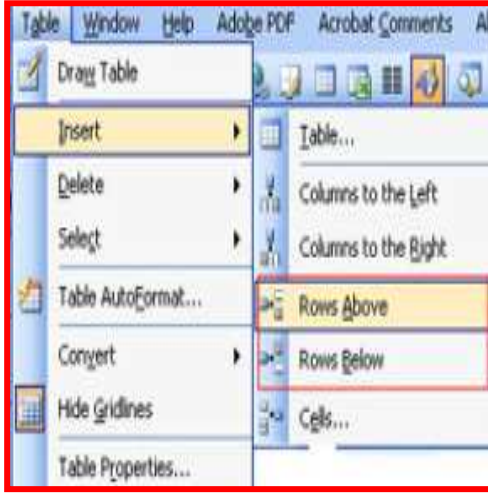 Table Window Help Adobe PDF Acrobat Comments
Draw Table
Insert
Delete
Select
Table AutoFormat...
Convert
Hide Gridlines
Table Properties...
Table...
Columns to the Left
Columns to the Right
Rows Above
Rows Below
Cells...